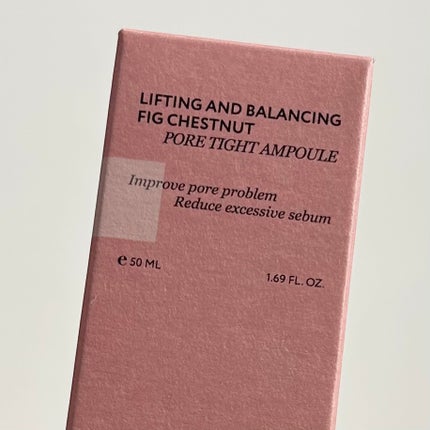 LIFTING AND BALANCING
FIG CHESTNUT
PORE TIGHT AMPOULE
Improve pore problem
Reduce excessive sebum
℮ 50 ML
1.69 FL. OZ.